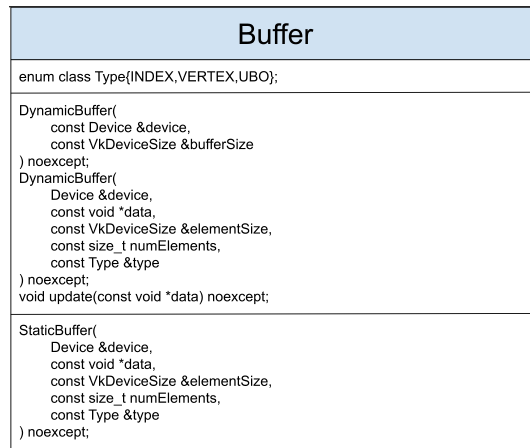 Buffer
enum class Type{INDEX,VERTEX,UBO};
DynamicBuffer(
const Device &device,
const VkDeviceSize &bufferSize
) noexcept;
DynamicBuffer(
Device &device,
const void *data,
const VkDeviceSize &elementSize,
const size_t numElements,
const Type &type
) noexcept;
void update(const void *data) noexcept;
StaticBuffer(
Device &device,
const void *data,
const VkDeviceSize &elementSize,
const size_t numElements,
const Type &type
) noexcept;